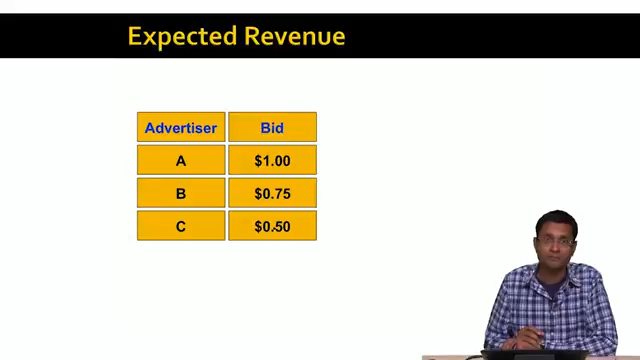 Expected Revenue
Advertiser Bid
A $1.00
B $0.75
C $0.50